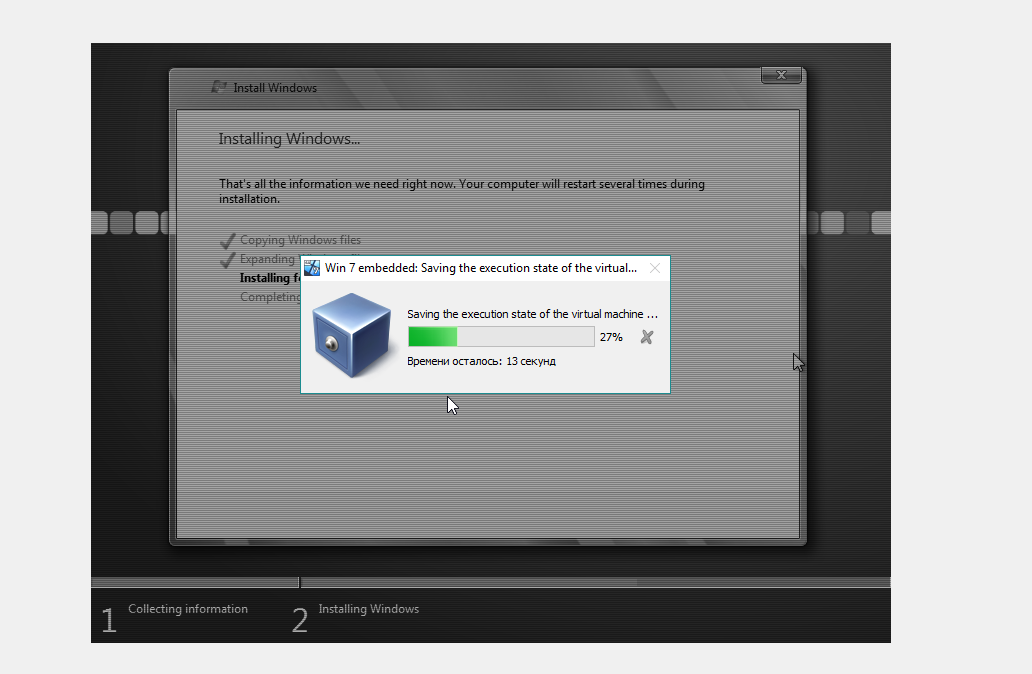 Install Windows
Installing Windows...
That's all the information we need right now. Your computer will restart several times during
installation.
Copying Windows files
Expanding
Installing f
Completing
Win 7 embedded: Saving the execution state of the virtual...
Saving the execution state of the virtual machine ...
27%
Времени осталось: 13 секунд
1 Collecting information
2 Installing Windows